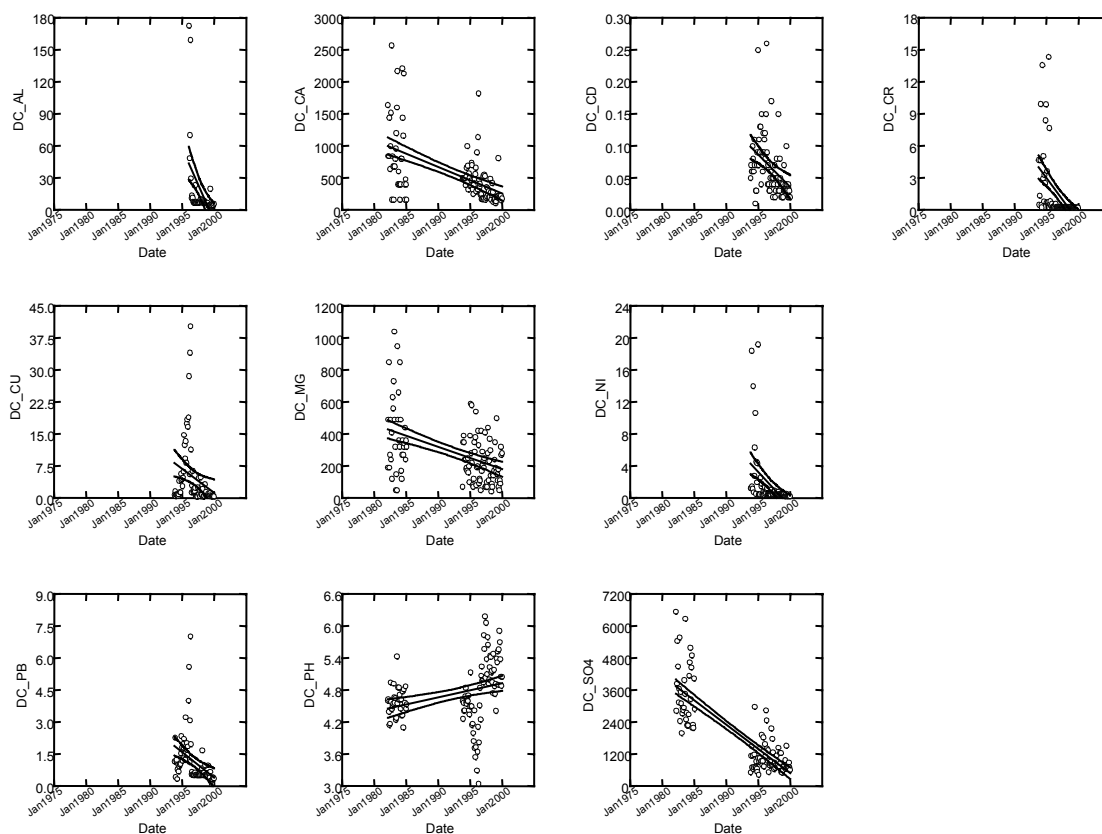 DC_AL
180
150
120
90
60
30
0
Jan1975 Jan1980 Jan1985 Jan1990 Jan1995 Jan2000
Date
DC_CA
3000
2500
2000
1500
1000
500
0
Jan1975 Jan1980 Jan1985 Jan1990 Jan1995 Jan2000
Date
DC_CD
0.30
0.25
0.20
0.15
0.10
0.05
0.00
Jan1975 Jan1980 Jan1985 Jan1990 Jan1995 Jan2000
Date
DC_CR
18
15
12
9
6
3
0
Jan1975 Jan1980 Jan1985 Jan1990 Jan1995 Jan2000
Date
DC_CU
45.0
37.5
30.0
22.5
15.0
7.5
0.0
Jan1975 Jan1980 Jan1985 Jan1990 Jan1995 Jan2000
Date
DC_MG
1200
1000
800
600
400
200
0
Jan1975 Jan1980 Jan1985 Jan1990 Jan1995 Jan2000
Date
DC_NI
24
20
16
12
8
4
0
Jan1975 Jan1980 Jan1985 Jan1990 Jan1995 Jan2000
Date
DC_PB
9.0
7.5
6.0
4.5
3.0
1.5
0.0
Jan1975 Jan1980 Jan1985 Jan1990 Jan1995 Jan2000
Date
DC_PH
6.6
6.0
5.4
4.8
4.2
3.6
3.0
Jan1975 Jan1980 Jan1985 Jan1990 Jan1995 Jan2000
Date
DC_SO4
7200
6000
4800
3600
2400
1200
0
Jan1975 Jan1980 Jan1985 Jan1990 Jan1995 Jan2000
Date